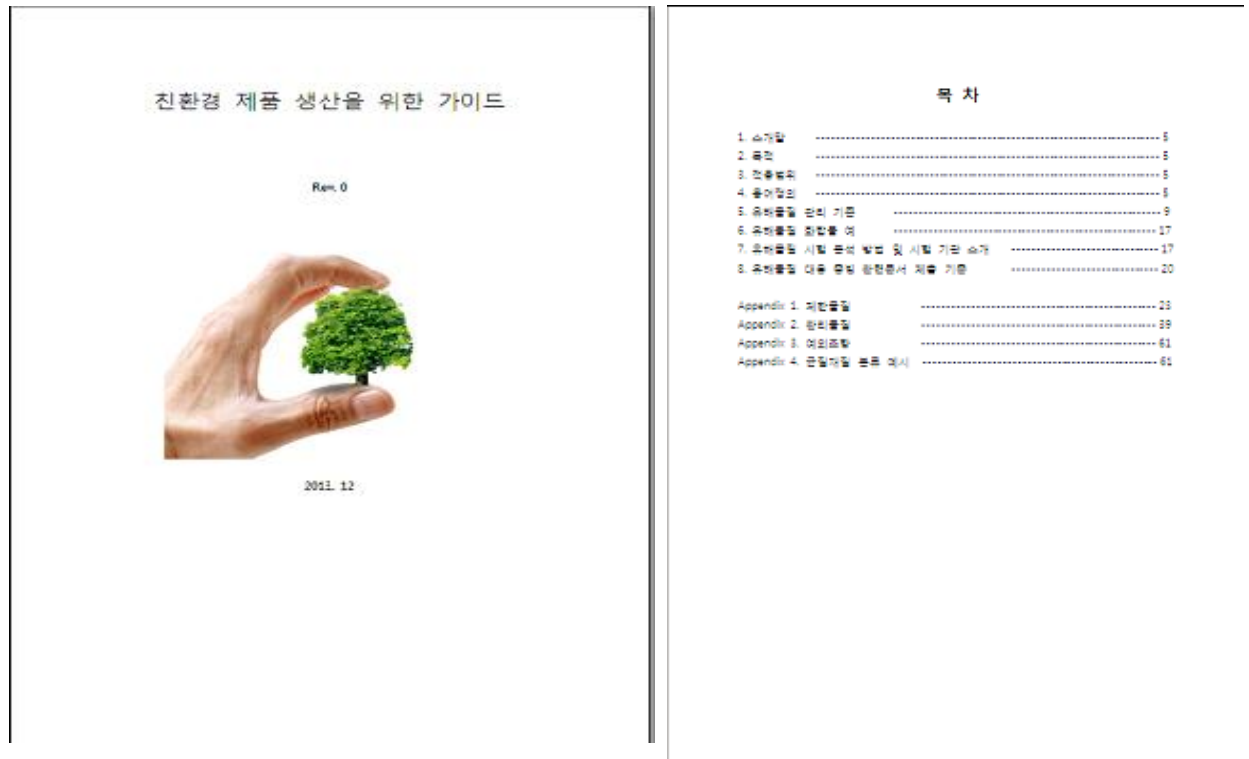 친환경 제품 생산을 위한 가이드
Rev. 0
2013. 12
목 차
1. 소개말 5
2. 목적 5
3. 적용범위 5
4. 용어정의 5
5. 유해물질 관리 기준 9
6. 유해물질 화합물 예 17
7. 유해물질 시험 분석 방법 및 시험 기관 소개 17
8. 유해물질 대응 증빙 관련문서 제출 기준 20
Appendix 1. 제한물질 23
Appendix 2. 관리물질 39
Appendix 3. 예외조항 61
Appendix 4. 균질재질 분류 예시 61